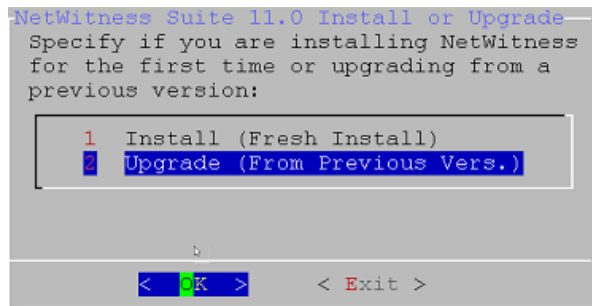 NetWitness Suite 11.0 Install or Upgrade
Specify if you are installing NetWitness
for the first time or upgrading from a
previous version:
1 Install (Fresh Install)
2 Upgrade (From Previous Vers.)
< OK > < Exit >